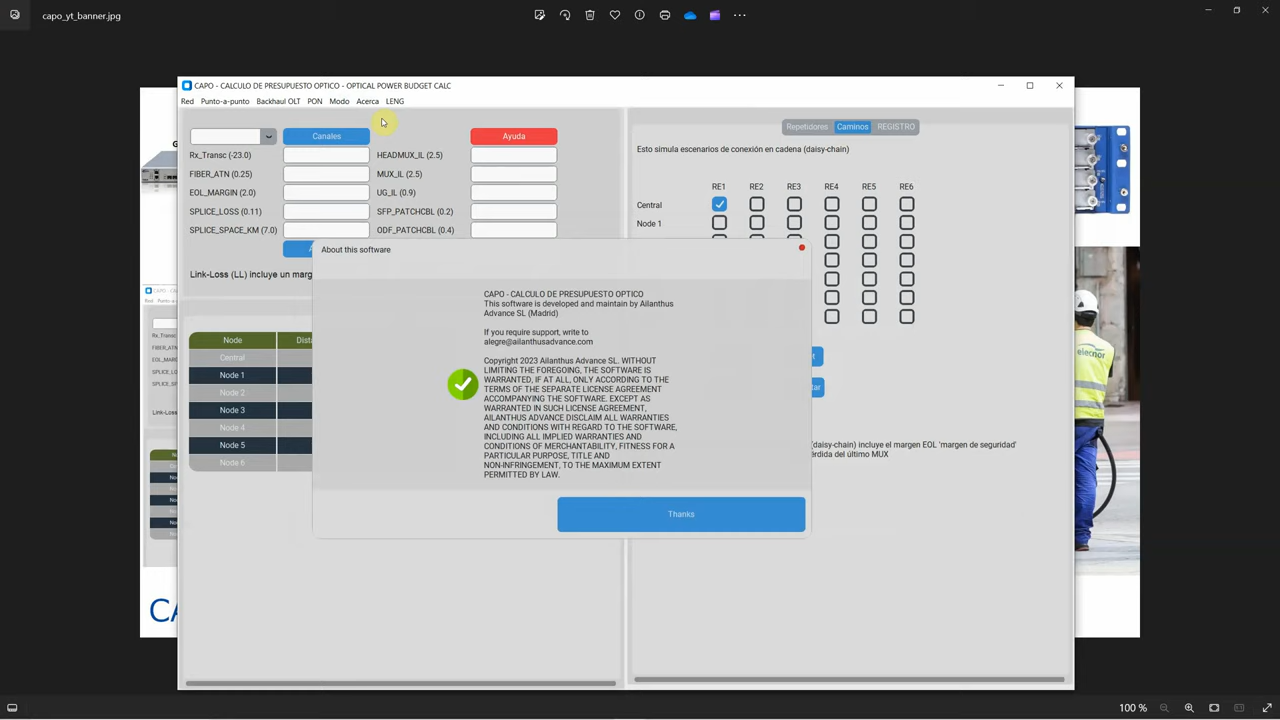 capo_yt_banner.jpg
CAPO - CALCULO DE PRESUPUESTO OPTICO - OPTICAL POWER BUDGET CALC
Red Punto-a-punto Backhaul OLT PON Modo Acerca LENG
Canales Ayuda
Rx_Transc (-23.0) HEADMUX_IL (2.5)
FIBER_ATN (0.25) MUX_IL (2.5)
EOL_MARGIN (2.0) UG_IL (0.9)
SPLICE_LOSS (0.11) SFP_PATCHCBL (0.2)
SPLICE_SPACE_KM (7.0) ODF_PATCHCBL (0.4)
Link-Loss (LL) incluye un marg
Node Dist
Central
Node 1
Node 2
Node 3
Node 4
Node 5
Node 6
Repetidores Caminos REGISTRO
Esto simula escenarios de conexión en cadena (daisy-chain)
RE1 RE2 RE3 RE4 RE5 RE6
Central
Node 1
(daisy-chain) incluye el margen EOL 'margen de seguridad'
érdida del último MUX
About this software
CAPO - CALCULO DE PRESUPUESTO OPTICO
This software is developed and maintain by Ailanthus
Advance SL (Madrid)
If you require support, write to
alegre@ailanthusadvance.com
Copyright 2023 Ailanthus Advance SL. WITHOUT
LIMITING THE FOREGOING, THE SOFTWARE IS
WARRANTED, IF AT ALL, ONLY ACCORDING TO THE
TERMS OF THE SEPARATE LICENSE AGREEMENT
ACCOMPANYING THE SOFTWARE. EXCEPT AS
WARRANTED IN SUCH LICENSE AGREEMENT,
AILANTHUS ADVANCE DISCLAIM ALL WARRANTIES
AND CONDITIONS WITH REGARD TO THE SOFTWARE,
INCLUDING ALL IMPLIED WARRANTIES AND
CONDITIONS OF MERCHANTABILITY, FITNESS FOR A
PARTICULAR PURPOSE, TITLE AND
NON-INFRINGEMENT, TO THE MAXIMUM EXTENT
PERMITTED BY LAW.
Thanks
elecnor
CA
100 %